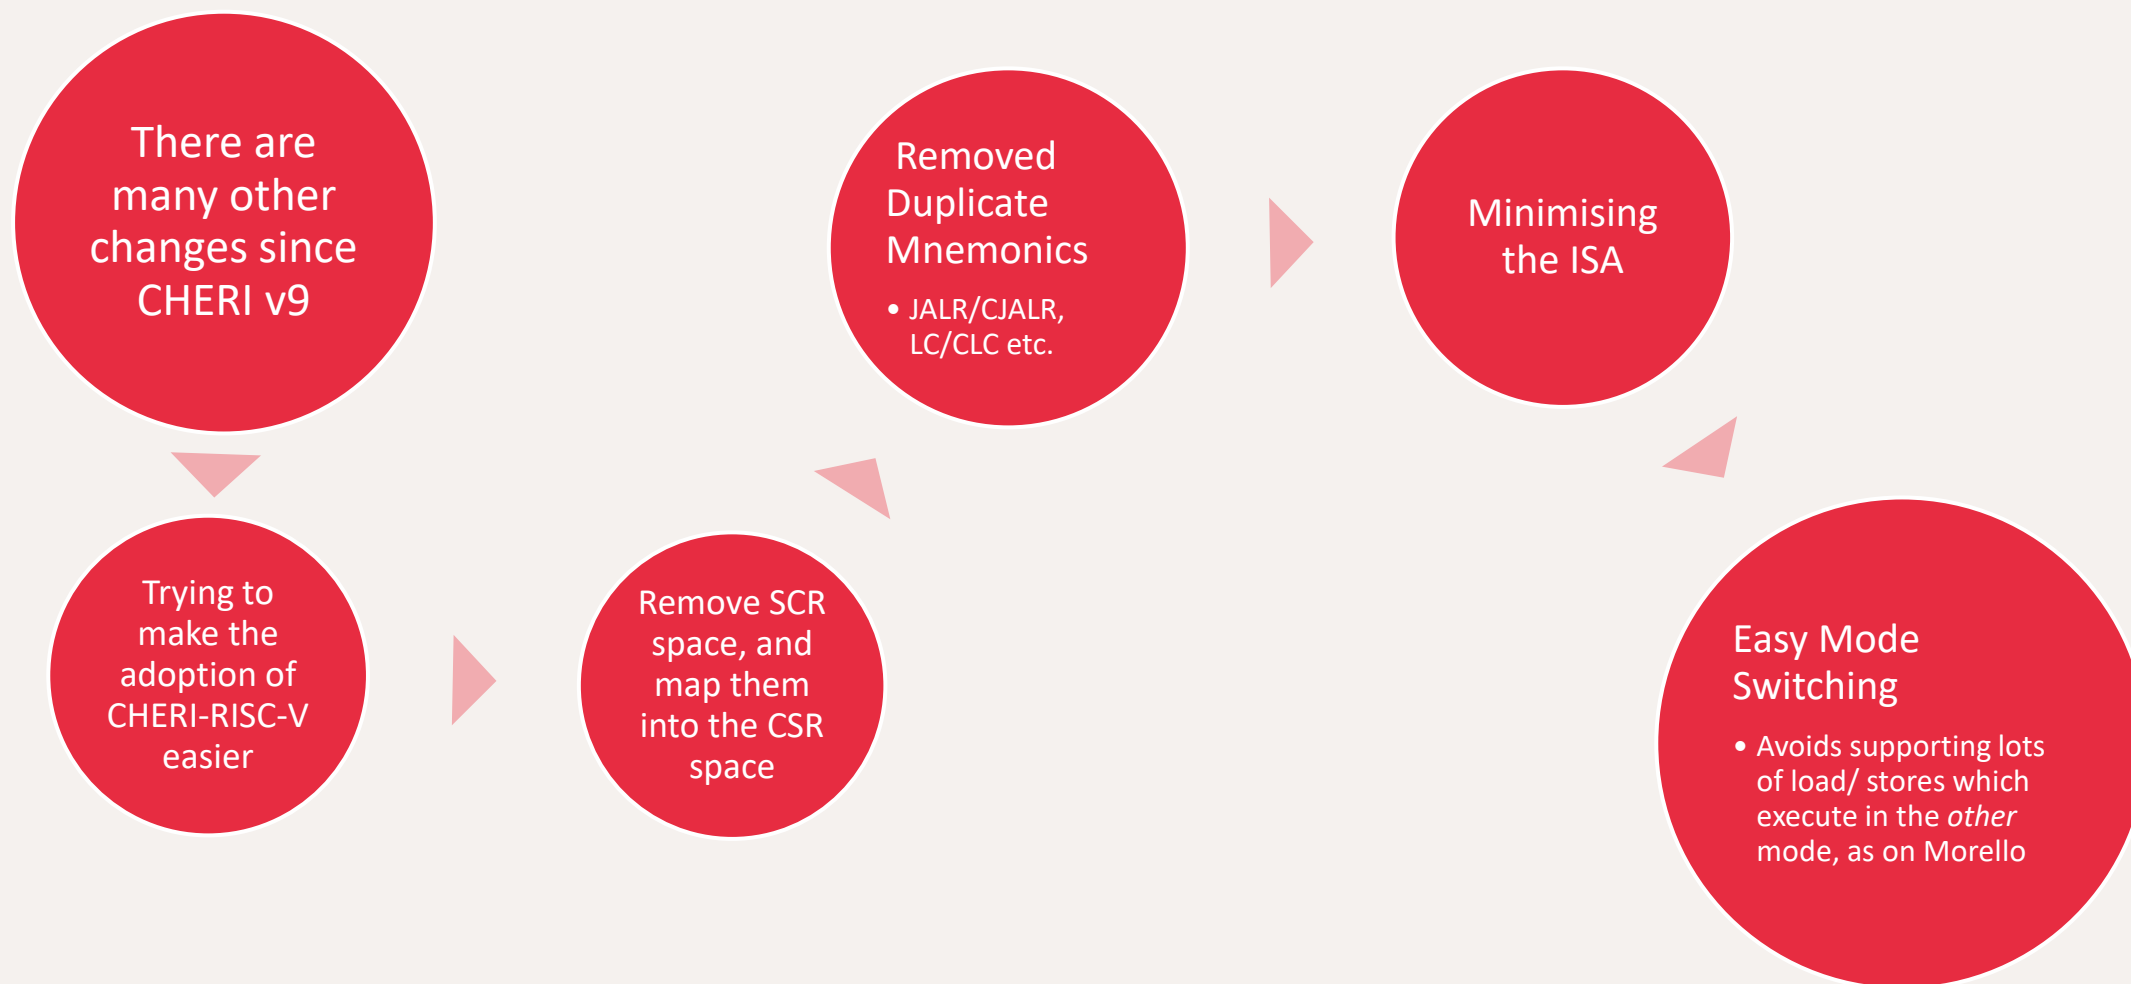 There are
many other
changes since
CHERI v9
Trying to
make the
adoption of
CHERI-RISC-V
easier
Remove SCR
space, and
map them
into the CSR
space
Removed
Duplicate
Mnemonics
• JALR/CJALR,
LC/CLC etc.
Minimising
the ISA
Easy Mode
Switching
• Avoids supporting lots
of load/ stores which
execute in the other
mode, as on Morello